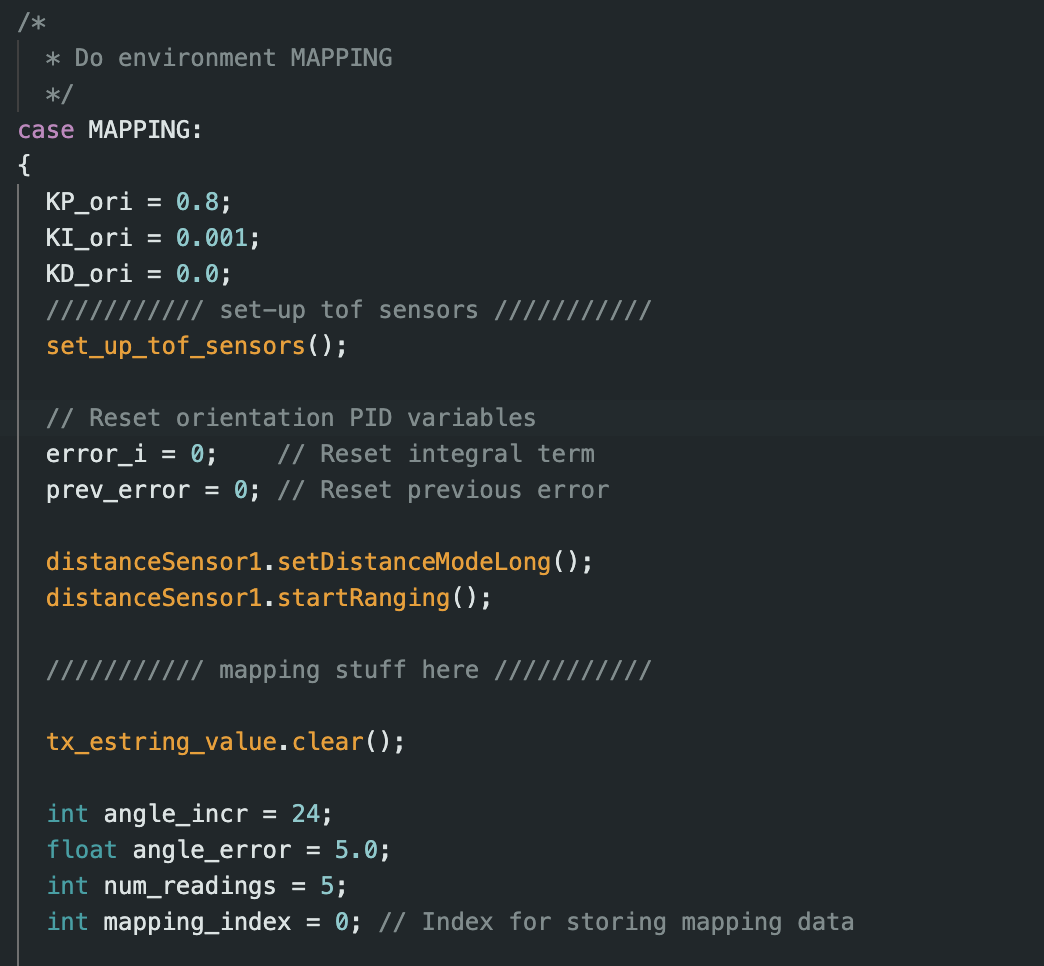 /*
* Do environment MAPPING
*/
case MAPPING:
{
KP_ori = 0.8;
KI_ori = 0.001;
KD_ori = 0.0;
/////////// set-up tof sensors ///////////
set_up_tof_sensors();
// Reset orientation PID variables
error_i = 0;    // Reset integral term
prev_error = 0; // Reset previous error
distanceSensor1.setDistanceModeLong();
distanceSensor1.startRanging();
/////////// mapping stuff here ///////////
tx_estring_value.clear();
int angle_incr = 24;
float angle_error = 5.0;
int num_readings = 5;
int mapping_index = 0; // Index for storing mapping data